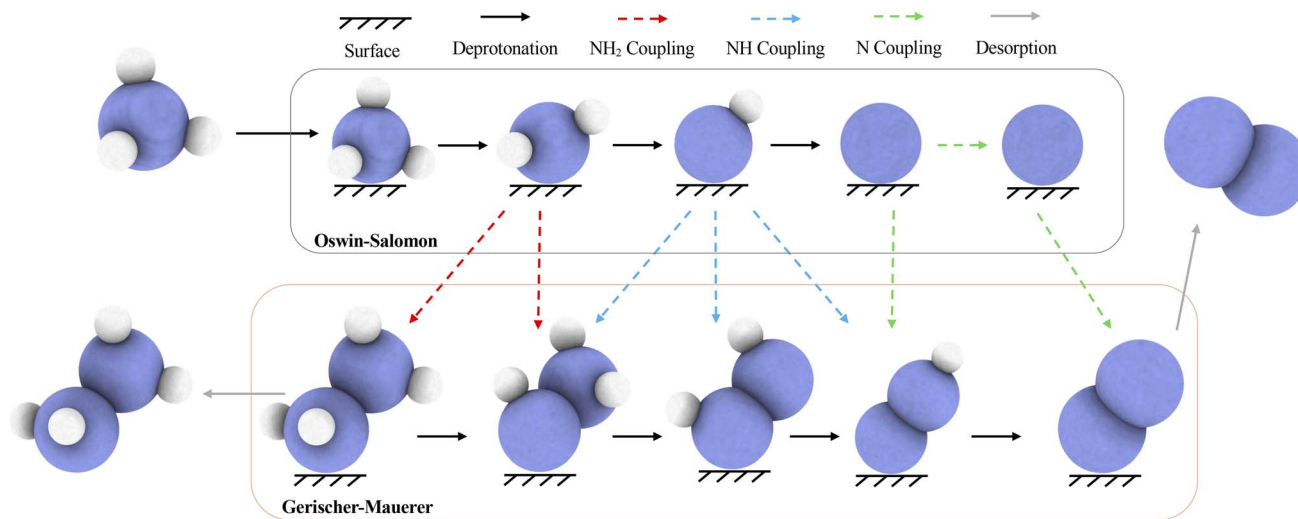 Surface
Deprotonation
NH₂ Coupling
NH Coupling
N Coupling
Desorption
Oswin-Salomon
Gerischer-Mauerer